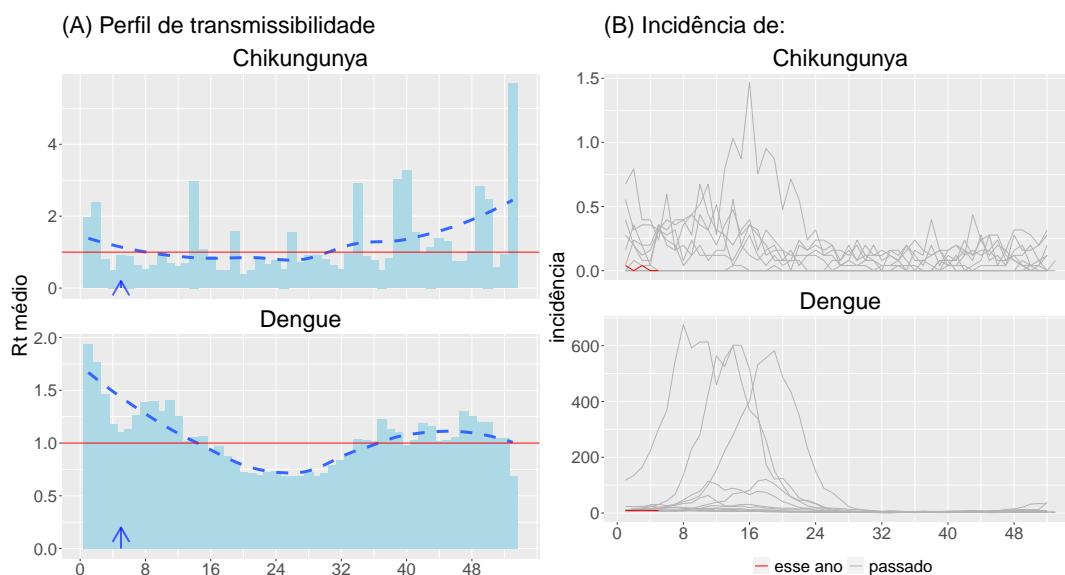 (A) Perfil de transmissibilidade
Chikungunya
4
2
0
Dengue
2.0
1.5
1.0
0.5
0.0
0 8 16 24 32 40 48
Rt médio
(B) Incidência de:
Chikungunya
1.5
1.0
0.5
0.0
Dengue
600
400
200
0
0 8 16 24 32 40 48
incidência
esse ano passado